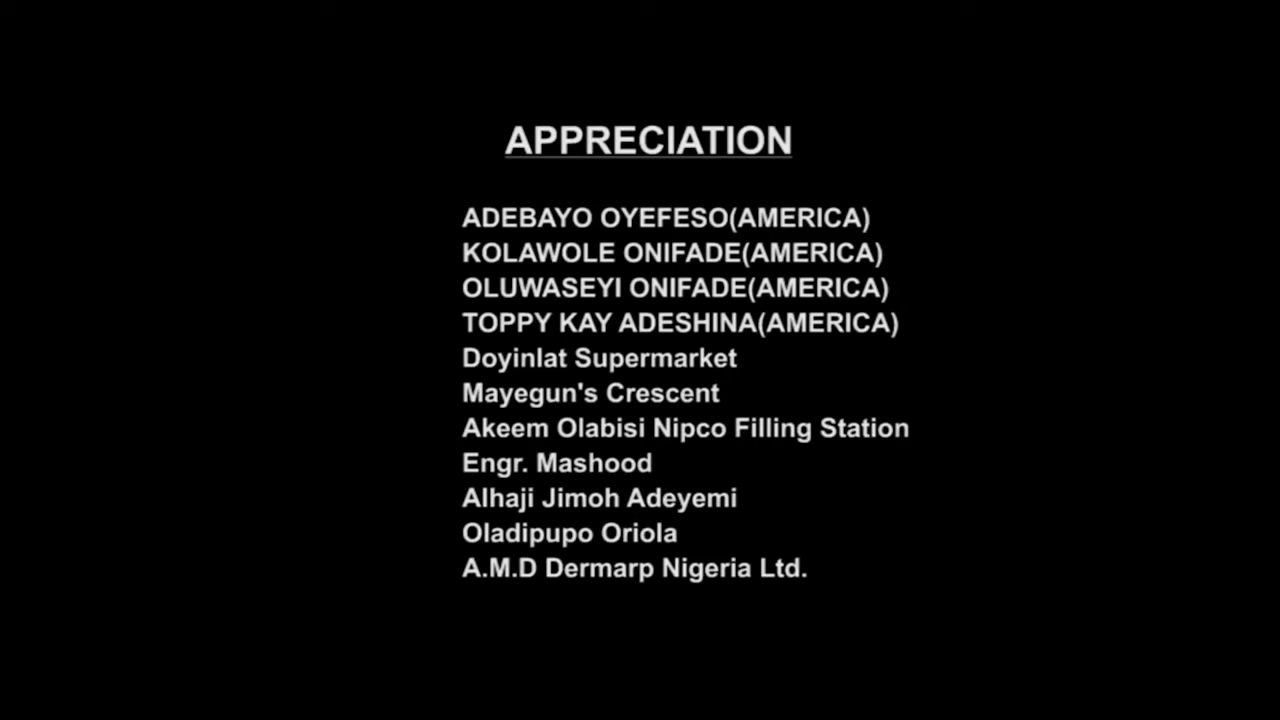 APPRECIATION
ADEBAYO OYEFESO(AMERICA)
KOLAWOLE ONIFADE(AMERICA)
OLUWASEYI ONIFADE(AMERICA)
TOPPY KAY ADESHINA(AMERICA)
Doyinlat Supermarket
Mayegun's Crescent
Akeem Olabisi Nipco Filling Station
Engr. Mashood
Alhaji Jimoh Adeyemi
Oladipupo Oriola
A.M.D Dermarp Nigeria Ltd.